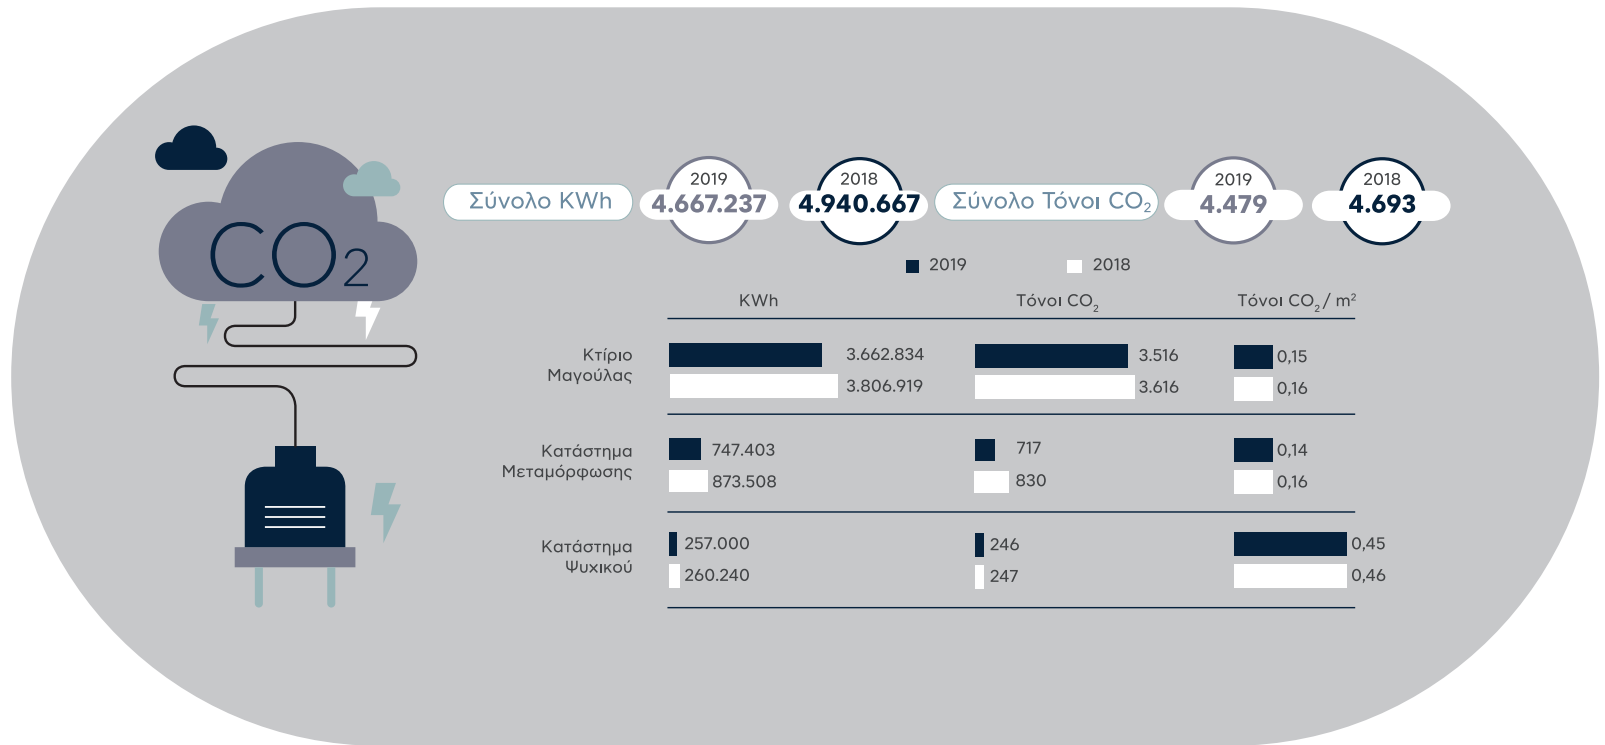 CO2
Σύνολο KWh
2019
4.667.237
2018
4.940.667
Σύνολο Τόνοι CO₂
2019
4.479
2018
4.693
2019
2018
KWh
Τόνοι CO₂
Τόνοι CO₂ / m²
Κτίριο
Μαγούλας
3.662.834
3.516
0,15
3.806.919
3.616
0,16
Κατάστημα
Μεταμόρφωσης
747.403
717
0,14
873.508
830
0,16
Κατάστημα
Ψυχικού
257.000
246
0,45
260.240
247
0,46